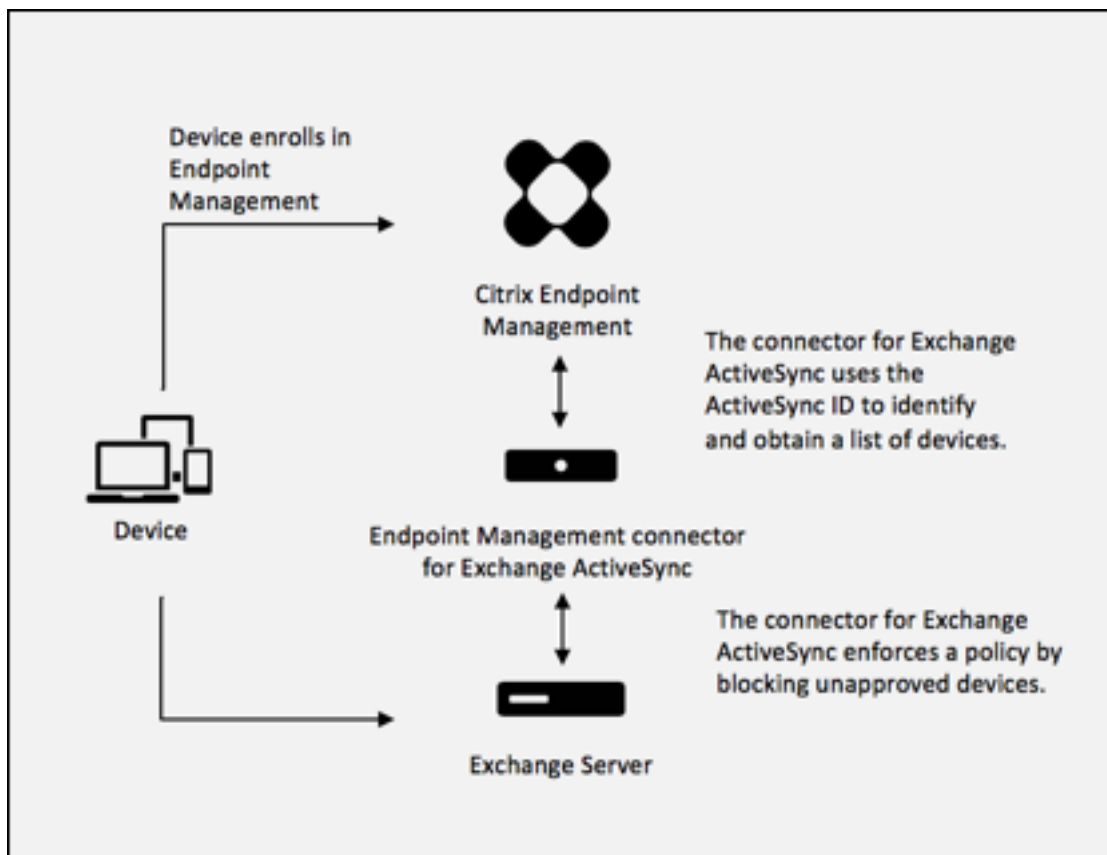 Device enrolls in
Endpoint
Management
Citrix Endpoint
Management
The connector for Exchange
ActiveSync uses the
ActiveSync ID to identify
and obtain a list of devices.
Device
Endpoint Management connector
for Exchange ActiveSync
The connector for Exchange
ActiveSync enforces a policy by
blocking unapproved devices.
Exchange Server